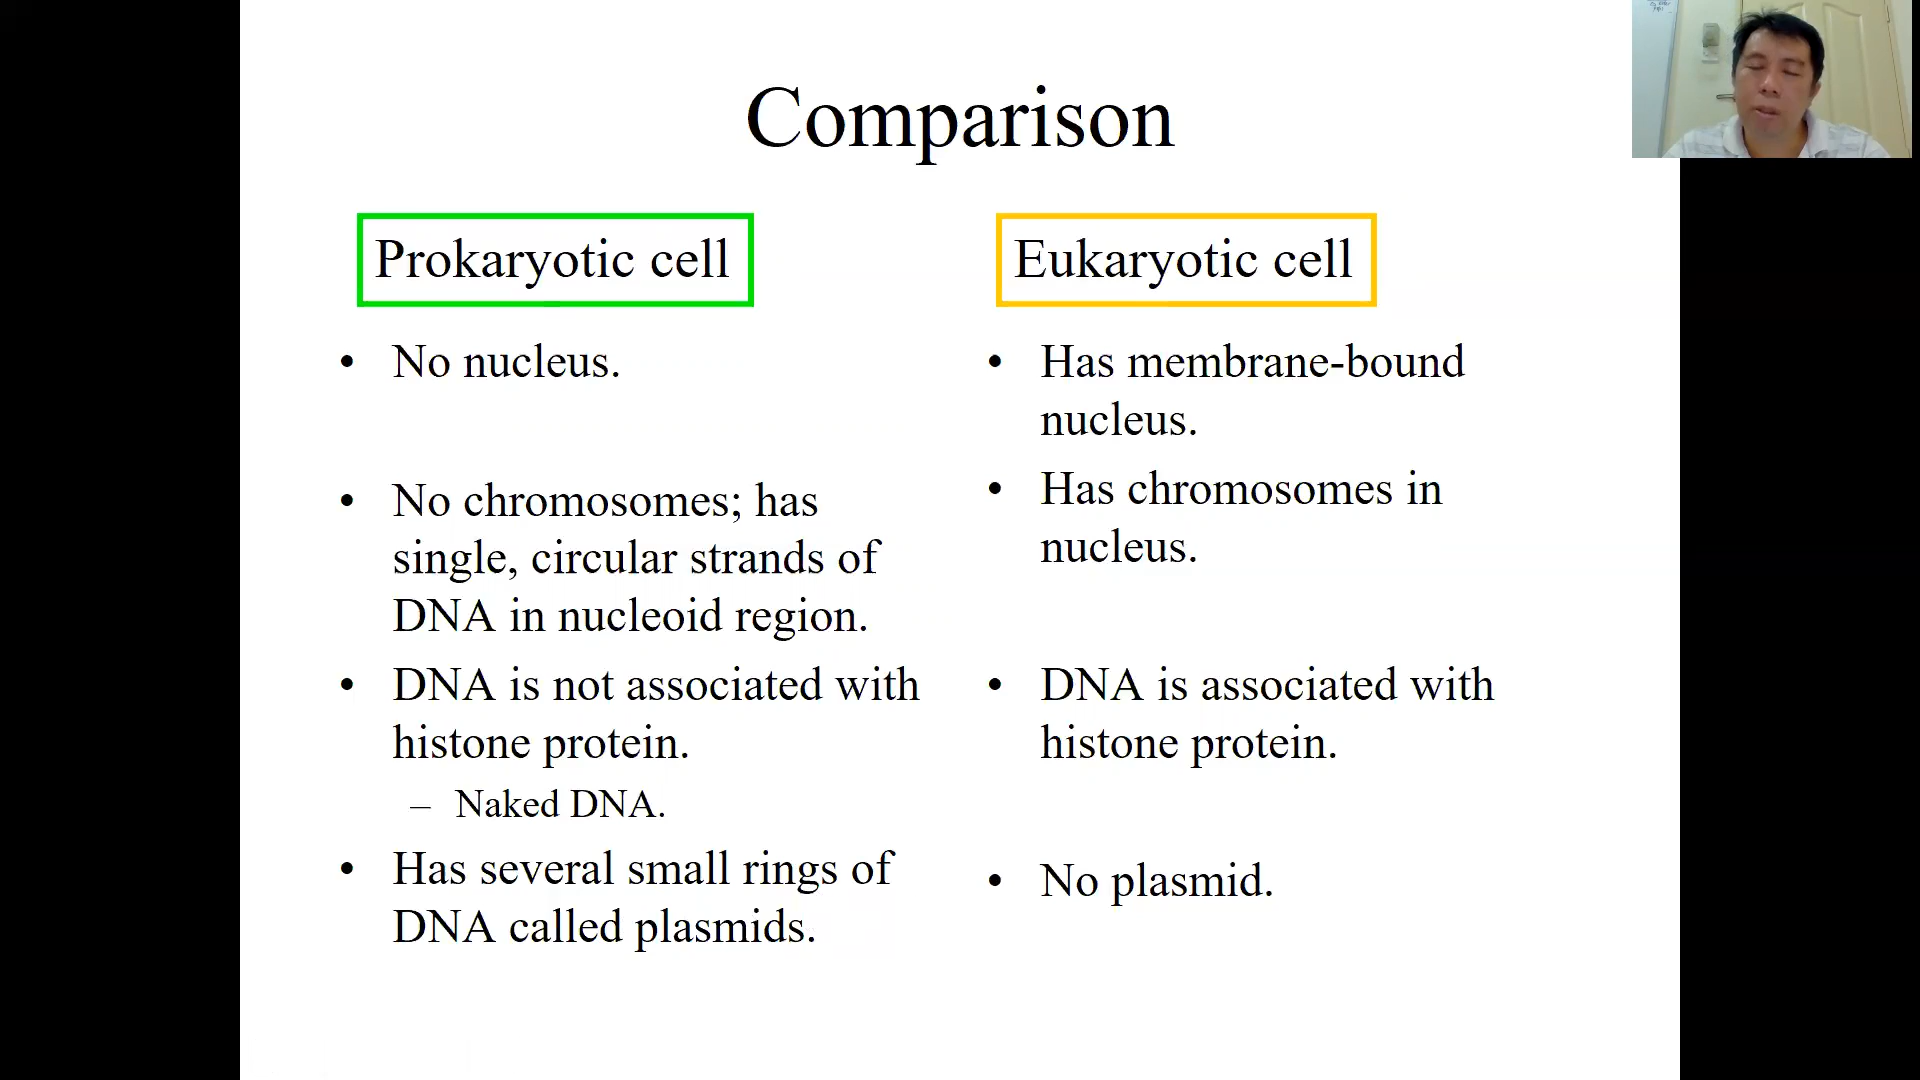 Comparison
Prokaryotic cell
• No nucleus.
• No chromosomes; has
single, circular strands of
DNA in nucleoid region.
• DNA is not associated with
histone protein.
– Naked DNA.
• Has several small rings of
DNA called plasmids.
Eukaryotic cell
• Has membrane-bound
nucleus.
• Has chromosomes in
nucleus.
• DNA is associated with
histone protein.
• No plasmid.